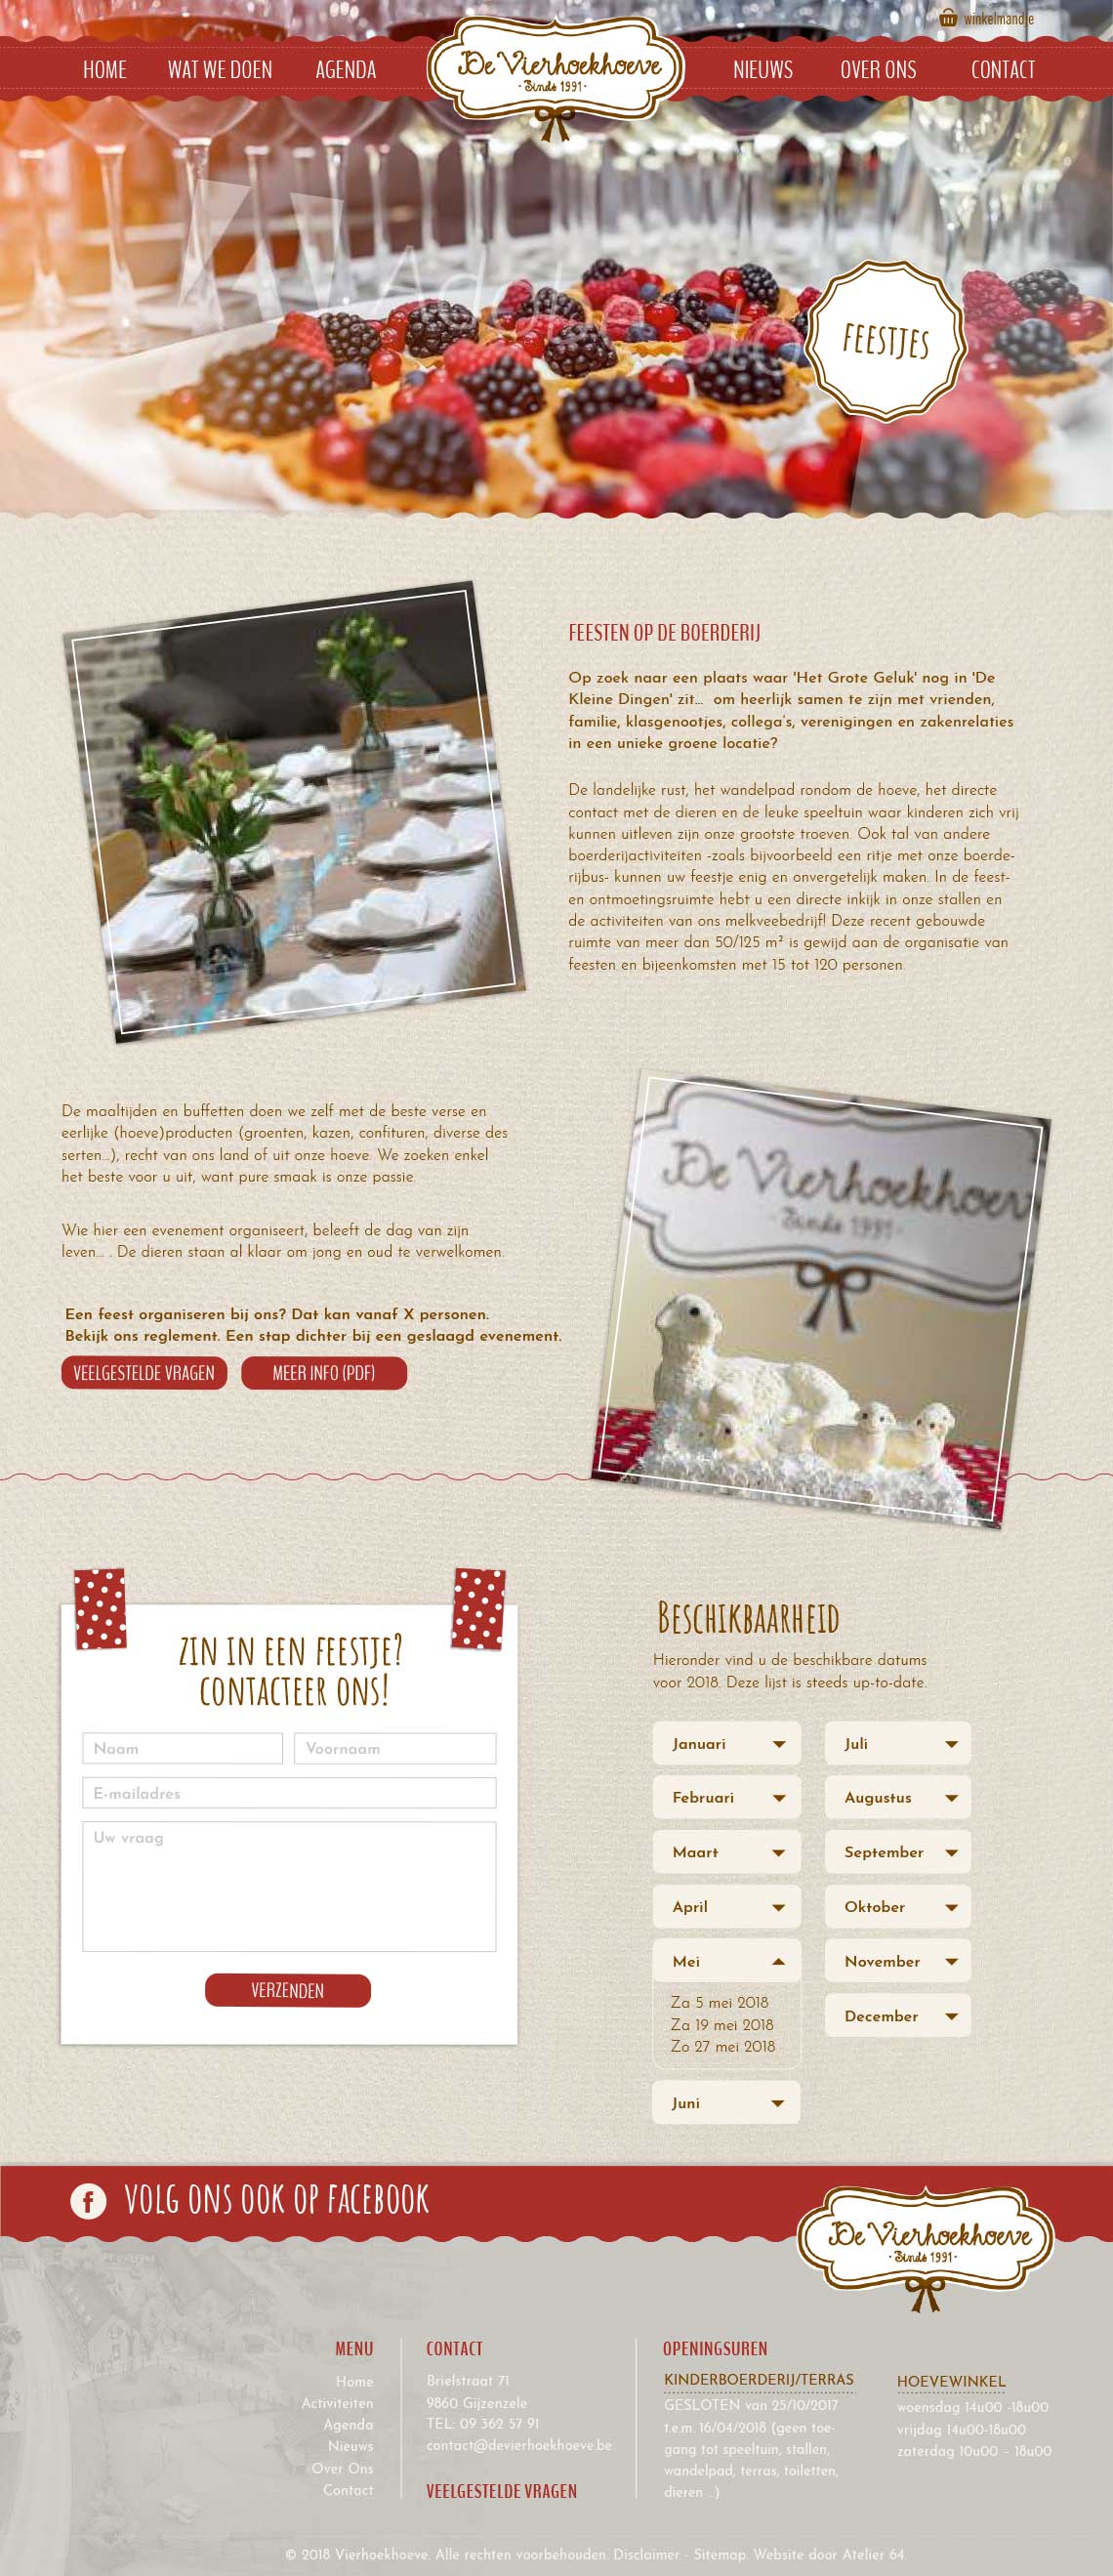 winkelmandje
HOME WAT WE DOEN AGENDA
De Vierhoekhoeve
· Sinds 1991 ·
NIEUWS OVER ONS CONTACT
Adobe Sto
FEESTJES
FEESTEN OP DE BOERDERIJ
Op zoek naar een plaats waar 'Het Grote Geluk' nog in 'De
Kleine Dingen' zit... om heerlijk samen te zijn met vrienden,
familie, klasgenootjes, collega's, verenigingen en zakenrelaties
in een unieke groene locatie?
De landelijke rust, het wandelpad rondom de hoeve, het directe
contact met de dieren en de leuke speeltuin waar kinderen zich vrij
kunnen uitleven zijn onze grootste troeven. Ook tal van andere
boerderijactiviteiten -zoals bijvoorbeeld een ritje met onze boerde-
rijbus- kunnen uw feestje enig en onvergetelijk maken. In de feest-
en ontmoetingsruimte hebt u een directe inkijk in onze stallen en
de activiteiten van ons melkveebedrijf! Deze recent gebouwde
ruimte van meer dan 50/125 m² is gewijd aan de organisatie van
feesten en bijeenkomsten met 15 tot 120 personen.
De maaltijden en buffetten doen we zelf met de beste verse en
eerlijke (hoeve)producten (groenten, kazen, confituren, diverse des
serten...), recht van ons land of uit onze hoeve. We zoeken enkel
het beste voor u uit, want pure smaak is onze passie.
Wie hier een evenement organiseert, beleeft de dag van zijn
leven... . De dieren staan al klaar om jong en oud te verwelkomen.
Een feest organiseren bij ons? Dat kan vanaf X personen.
Bekijk ons reglement. Een stap dichter bij een geslaagd evenement.
VEELGESTELDE VRAGEN MEER INFO (PDF)
De Vierhoekhoev
Sinds 1991
ZIN IN EEN FEESTJE?
CONTACTEER ONS!
Naam Voornaam
E-mailadres
Uw vraag
VERZENDEN
BESCHIKBAARHEID
Hieronder vind u de beschikbare datums
voor 2018. Deze lijst is steeds up-to-date.
Januari
Februari
Maart
April
Mei
Za 5 mei 2018
Za 19 mei 2018
Zo 27 mei 2018
Juni
Juli
Augustus
September
Oktober
November
December
VOLG ONS OOK OP FACEBOOK
De Vierhoekhoeve
· Sinds 1991 ·
MENU
Home
Activiteiten
Agenda
Nieuws
Over Ons
Contact
CONTACT
Brielstraat 71
9860 Gijzenzele
TEL: 09 362 57 91
contact@devierhoekhoeve.be
VEELGESTELDE VRAGEN
OPENINGSUREN
KINDERBOERDERIJ/TERRAS
GESLOTEN van 25/10/2017
t.e.m. 16/04/2018 (geen toe-
gang tot speeltuin, stallen,
wandelpad, terras, toiletten,
dieren ...)
HOEVEWINKEL
woensdag 14u00 -18u00
vrijdag 14u00-18u00
zaterdag 10u00 - 18u00
© 2018 Vierhoekhoeve. Alle rechten voorbehouden. Disclaimer - Sitemap. Website door Atelier 64.